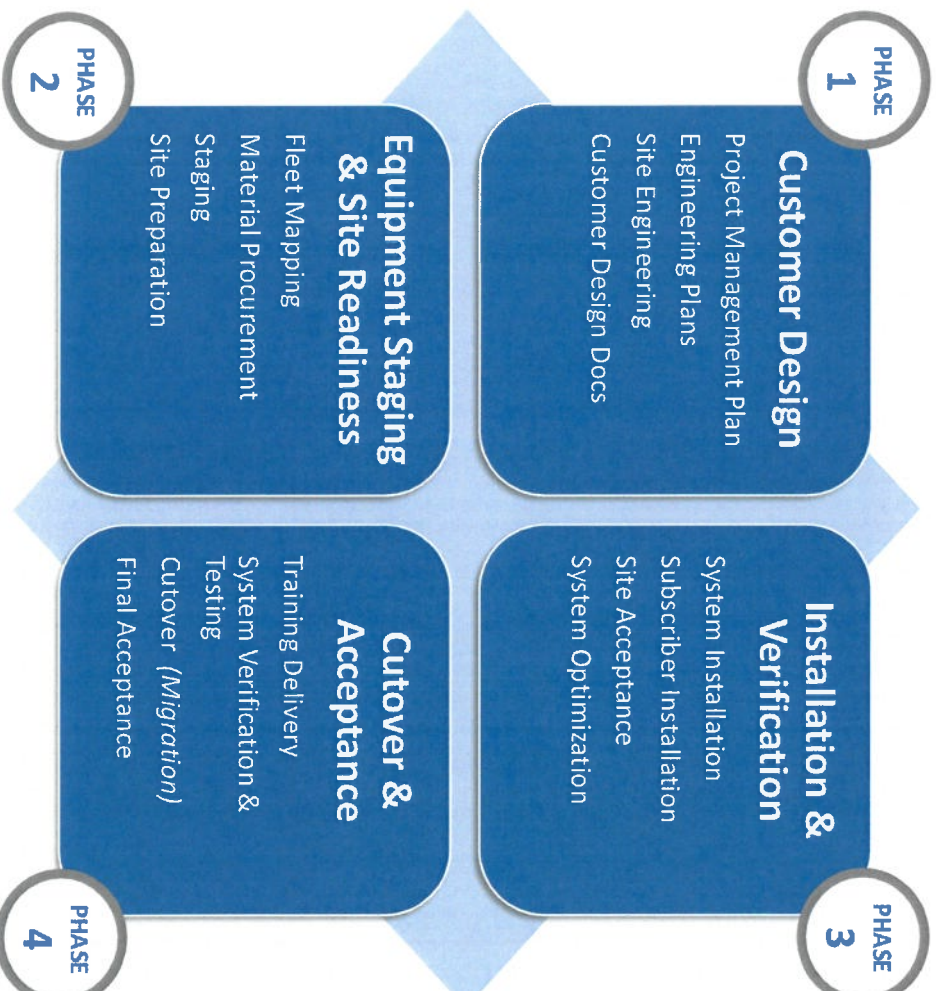 PHASE
1
Customer Design
Project Management Plan
Engineering Plans
Site Engineering
Customer Design Docs
PHASE
2
Equipment Staging
& Site Readiness
Fleet Mapping
Material Procurement
Staging
Site Preparation
PHASE
3
Installation &
Verification
System Installation
Subscriber Installation
Site Acceptance
System Optimization
PHASE
4
Cutover &
Acceptance
Training Delivery
System Verification &
Testing
Cutover (Migration)
Final Acceptance